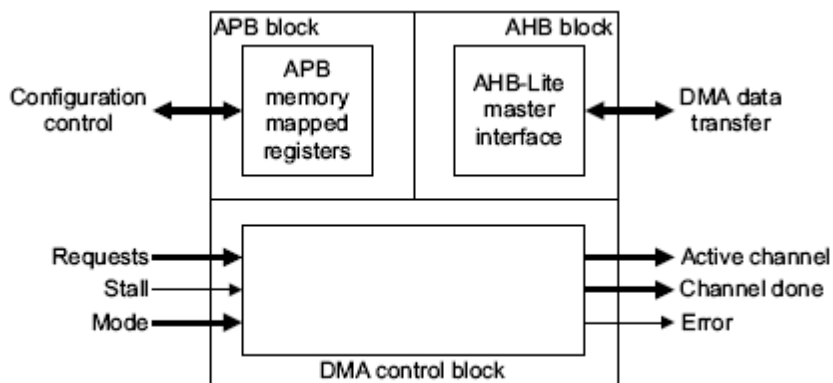 APB block
AHB block
APB
memory
mapped
registers
AHB-Lite
master
interface
Configuration
control
DMA data
transfer
Requests
Stall
Mode
Active channel
Channel done
Error
DMA control block